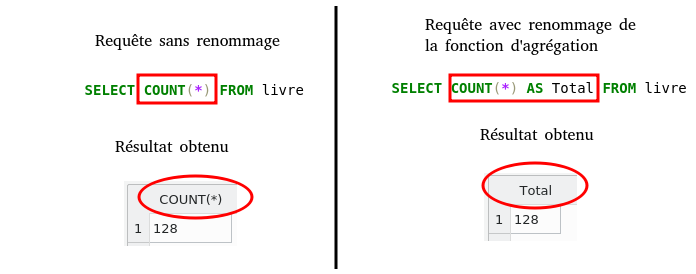 Requête sans renommage
SELECT COUNT(*) FROM livre
Résultat obtenu
COUNT(*)
1 128
Requête avec renommage de
la fonction d'agrégation
SELECT COUNT(*) AS Total FROM livre
Résultat obtenu
Total
1 128